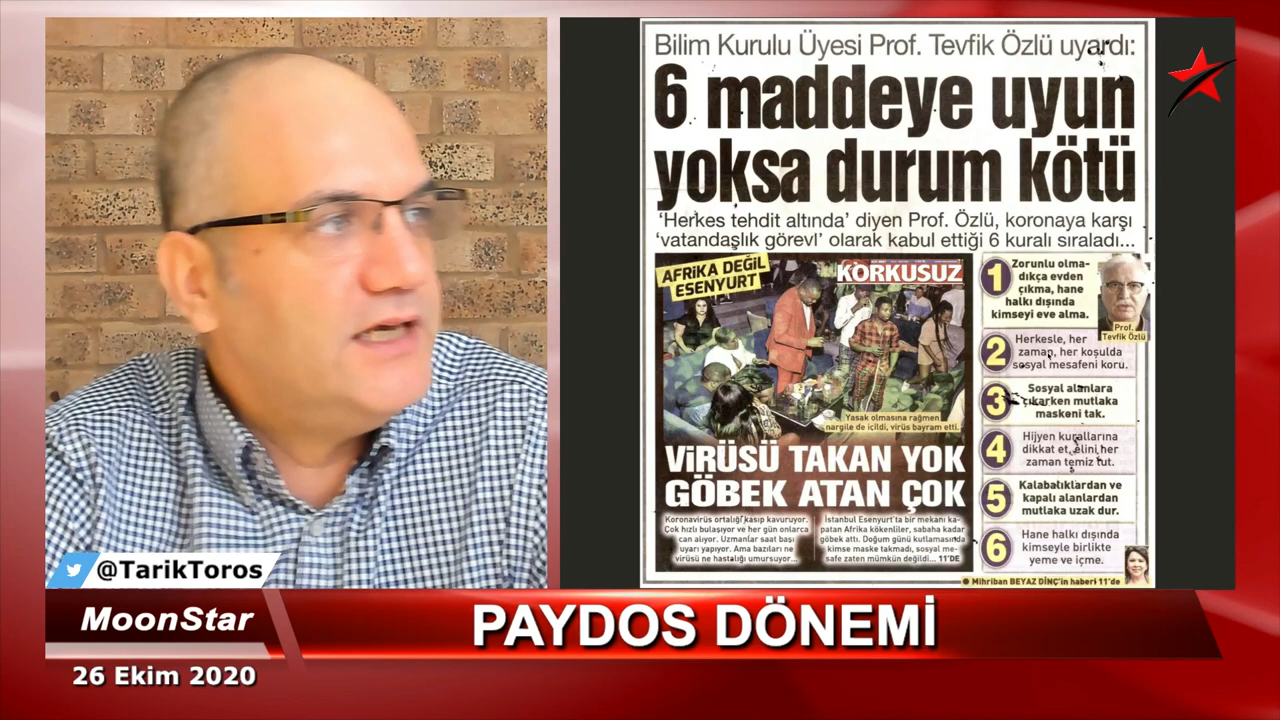 Bilim Kurulu Üyesi Prof. Tevfik Özlü uyardı:
6 maddeye uyun
yoksa durum kötü
‘Herkes tehdit altında’ diyen Prof. Özlü, koronaya karşı
‘vatandaşlık görevi’ olarak kabul ettiği 6 kuralı sıraladı...
AFRİKA DEĞİL
ESENYURT
KORKUSUZ
Yasak olmasına rağmen
nargile de içildi, virüs bayram etti.
VİRÜSÜ TAKAN YOK
GÖBEK ATAN ÇOK
Koronavirüs ortalığı kasıp kavuruyor.
Çok hızlı bulaşıyor ve her gün onlarca
can alıyor. Uzmanlar saat başı
uyarı yapıyor. Ama bazıları ne
virüsü ne hastalığı umursuyor...
İstanbul Esenyurt'ta bir mekanı ka-
patan Afrika kökenliler, sabaha kadar
göbek attı. Doğum günü kutlamasında
kimse maske takmadı, sosyal me-
safe zaten mümkün değildi... 11'DE
1 Zorunlu olma-
dıkça evden
çıkma, hane
halkı dışında
kimseyi eve alma.
Prof.
Tevfik Özlü
2 Herkesle, her
zaman, her koşulda
sosyal mesafeni koru.
3 Sosyal alanlara
çıkarken mutlaka
maskeni tak.
4 Hijyen kurallarına
dikkat et, elini her
zaman temiz tut.
5 Kalabalıklardan ve
kapalı alanlardan
mutlaka uzak dur.
6 Hane halkı dışında
kimseyle birlikte
yeme ve içme.
● Mihriban BEYAZ DİNÇ'in haberi 11'de
@TarikToros
MoonStar
PAYDOS DÖNEMİ
26 Ekim 2020